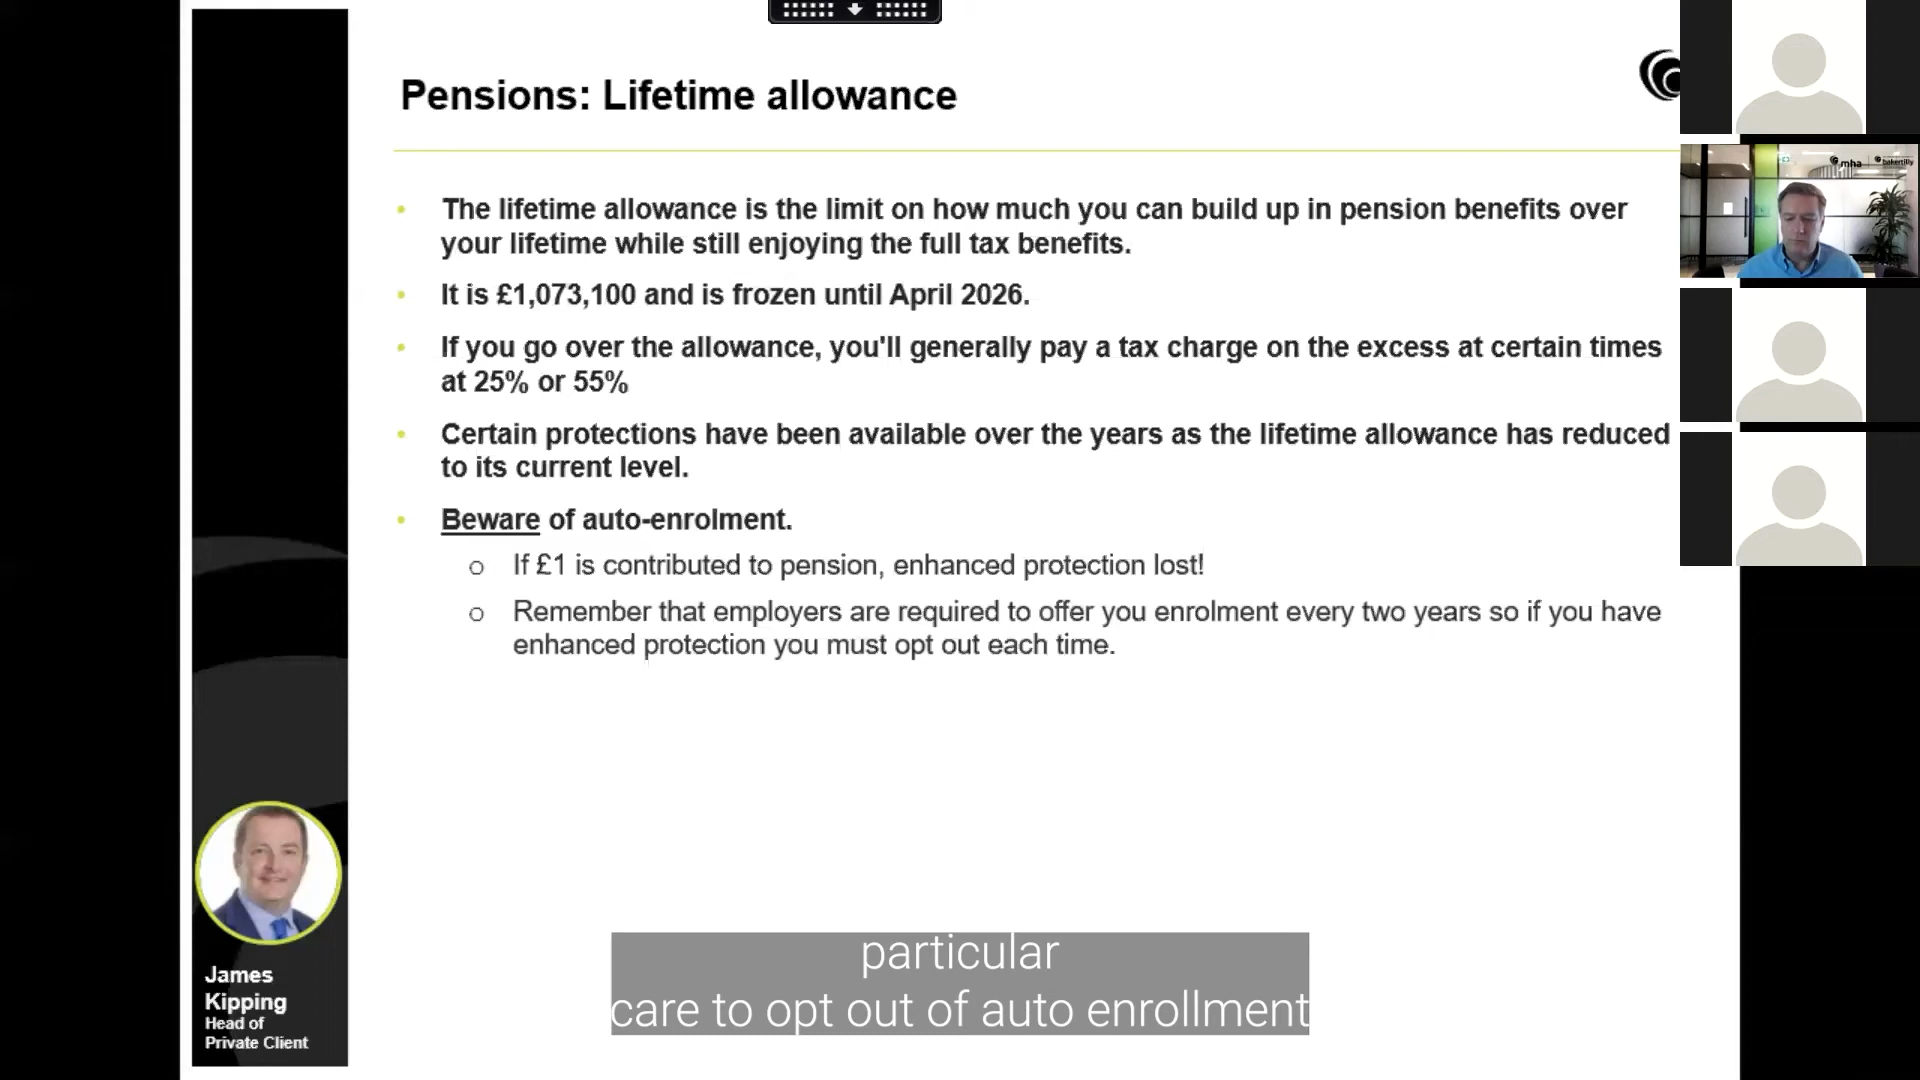 Pensions: Lifetime allowance
The lifetime allowance is the limit on how much you can build up in pension benefits over
your lifetime while still enjoying the full tax benefits.
It is £1,073,100 and is frozen until April 2026.
If you go over the allowance, you'll generally pay a tax charge on the excess at certain times
at 25% or 55%
Certain protections have been available over the years as the lifetime allowance has reduced
to its current level.
Beware of auto-enrolment.
If £1 is contributed to pension, enhanced protection lost!
Remember that employers are required to offer you enrolment every two years so if you have
enhanced protection you must opt out each time.
mha
bakertilly
James
Kipping
Head of
Private Client
particular
care to opt out of auto enrollment